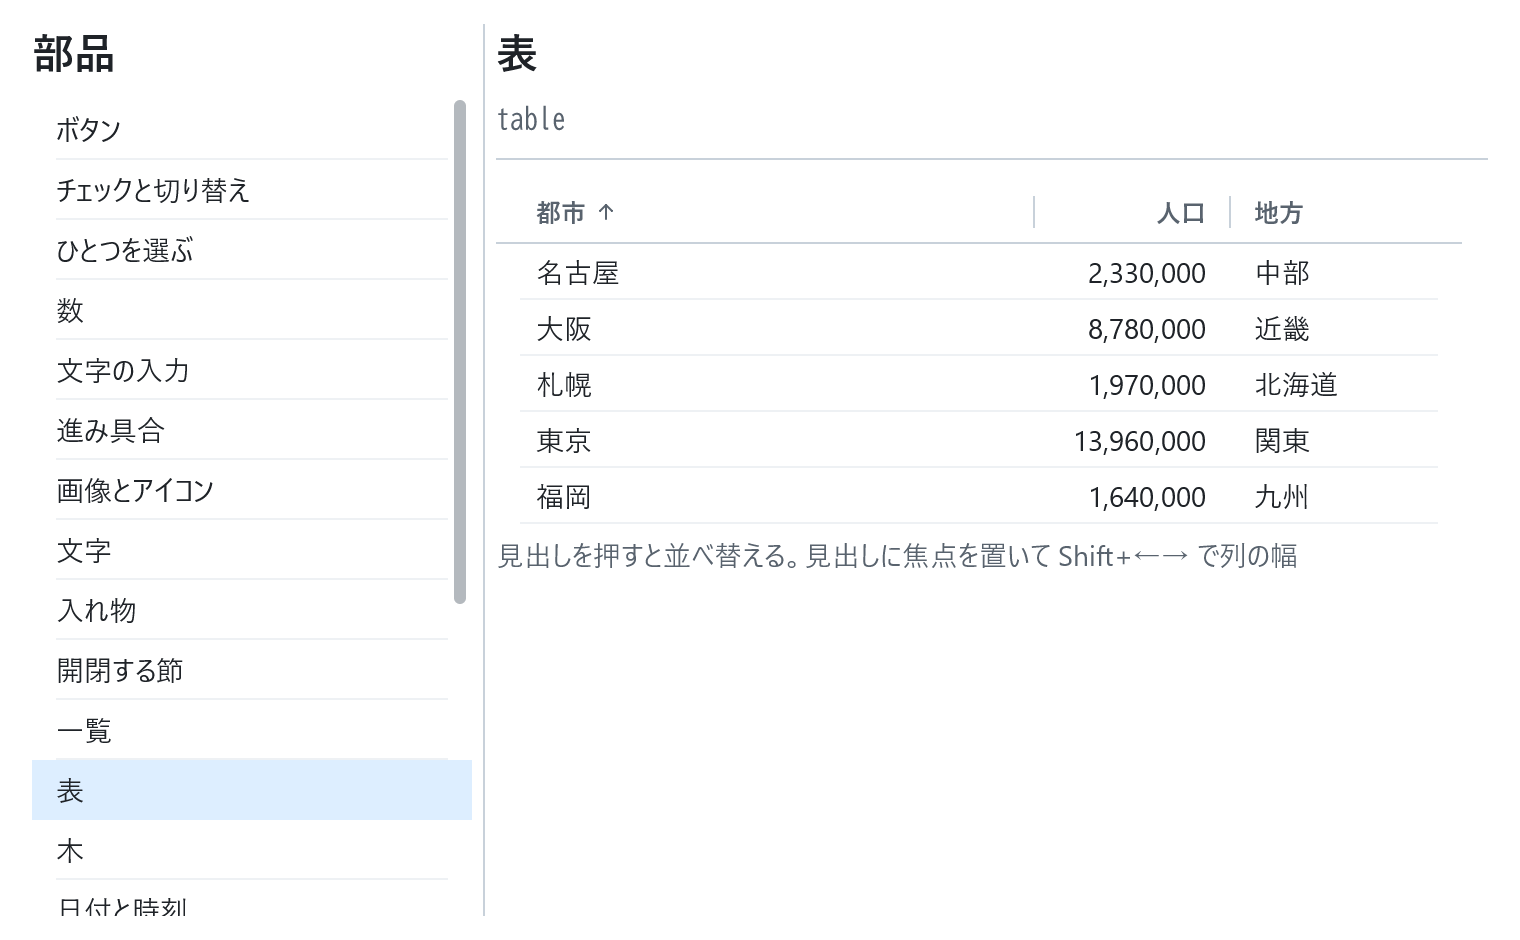 部品
ボタン
チェックと切り替え
ひとつを選ぶ
数
文字の入力
進み具合
画像とアイコン
文字
入れ物
開閉する節
一覧
表
木
日付と時刻
表
table
都市 ↑ 人口 地方
名古屋 2,330,000 中部
大阪 8,780,000 近畿
札幌 1,970,000 北海道
東京 13,960,000 関東
福岡 1,640,000 九州
見出しを押すと並べ替える。見出しに焦点を置いて Shift+←→ で列の幅